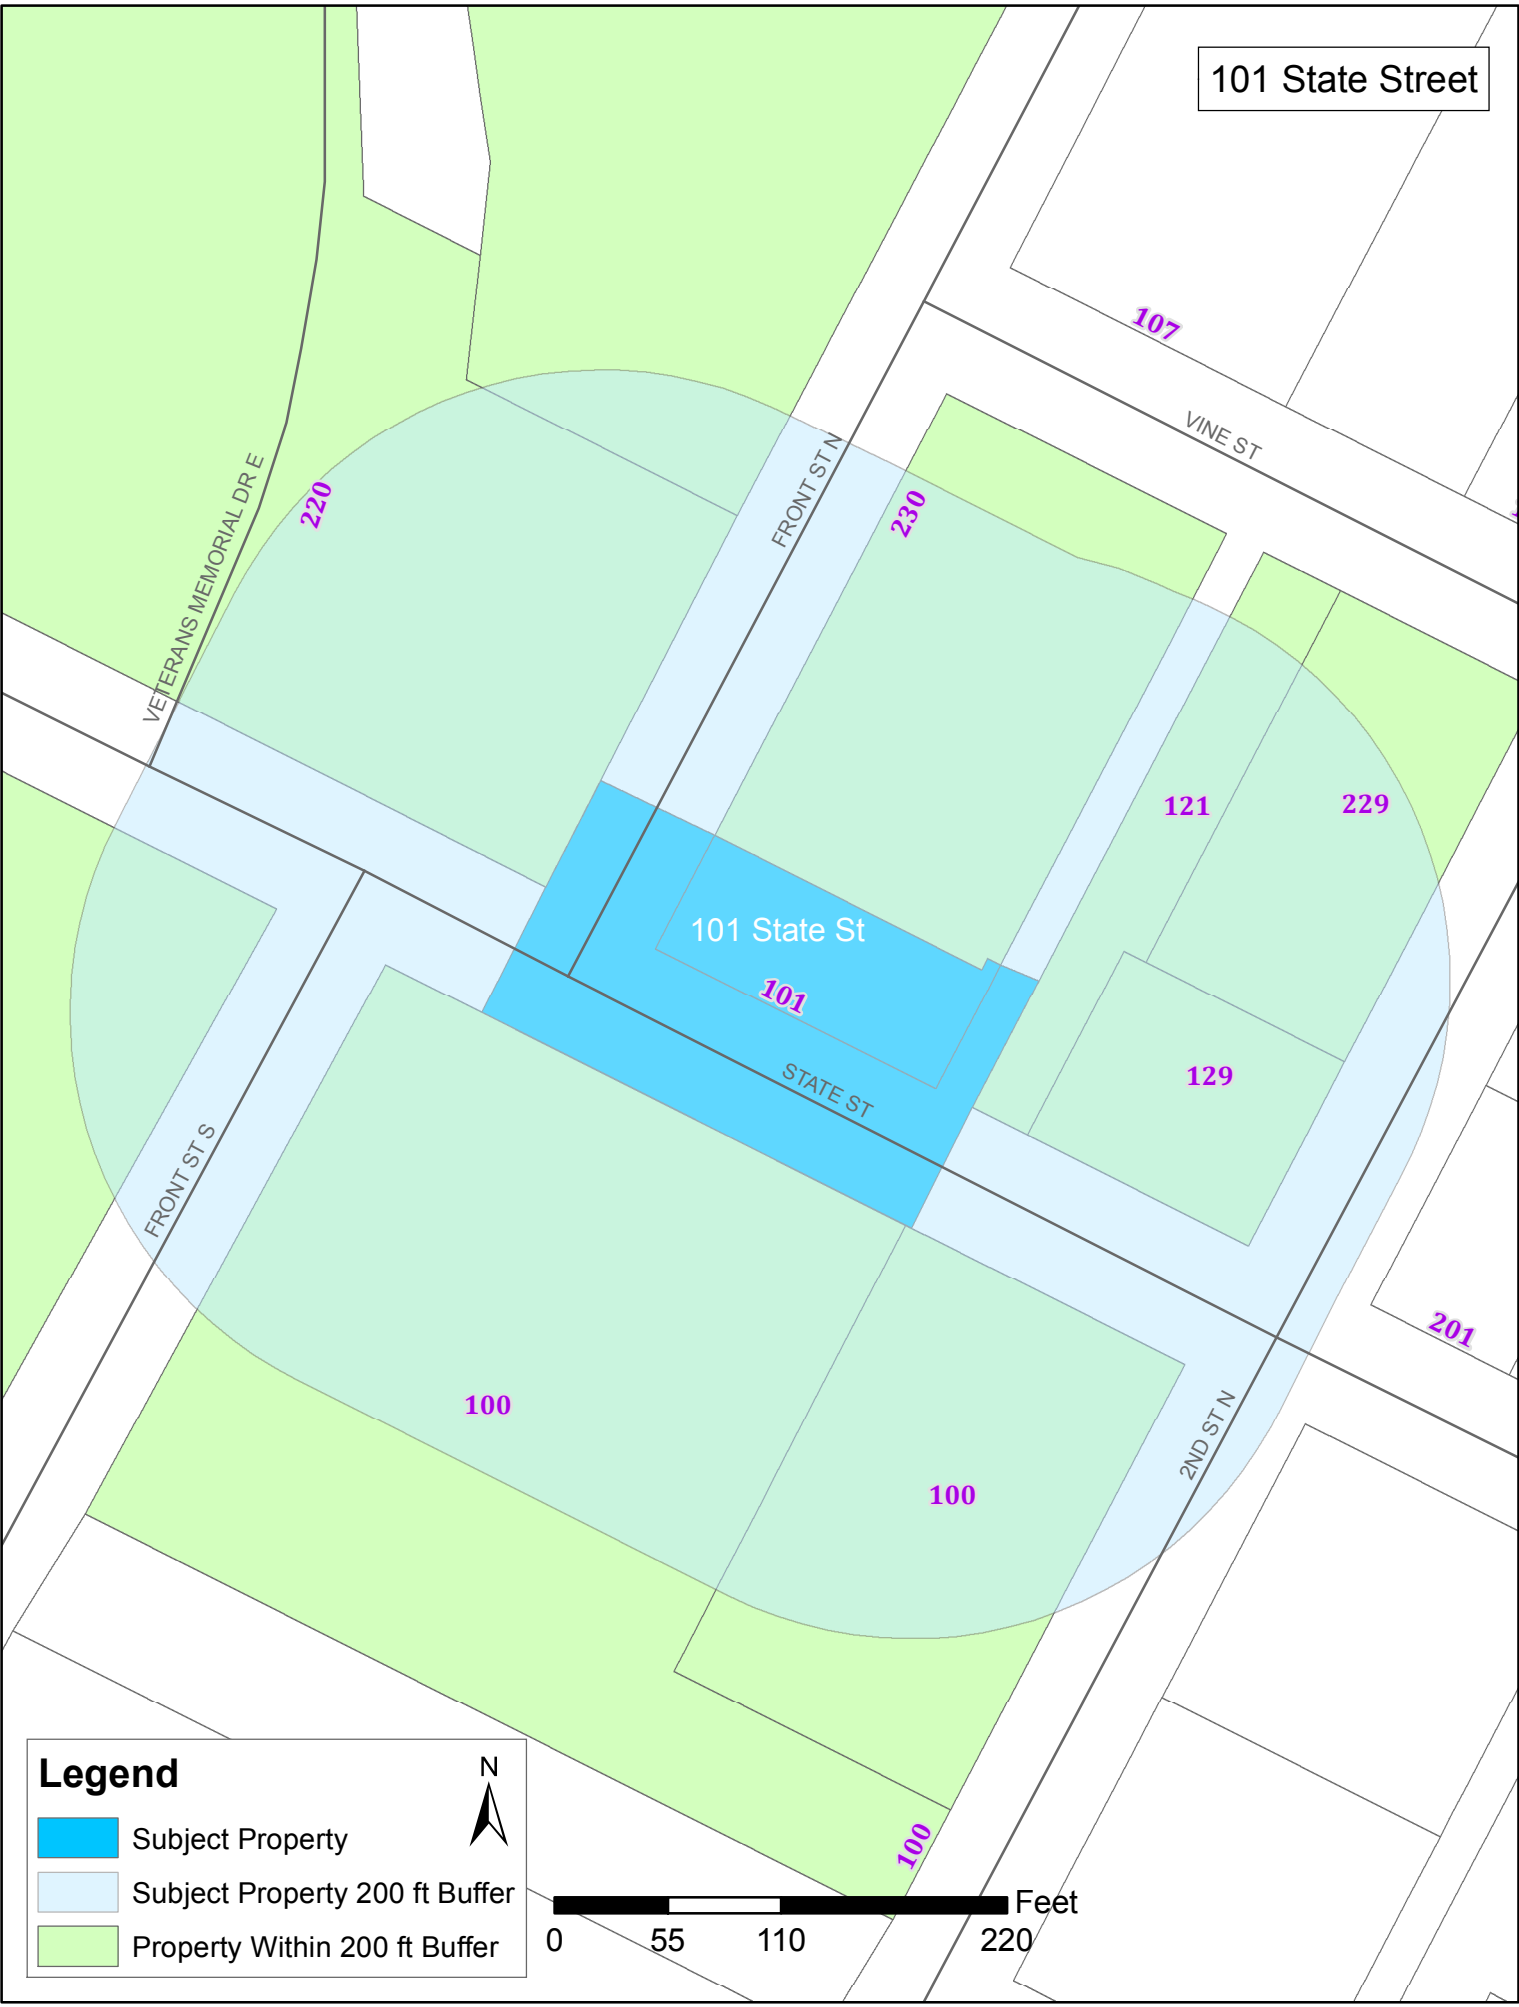 101 State Street
107
VINE ST
220
FRONT ST N
230
VETERANS MEMORIAL DR E
121
229
101 State St
101
STATE ST
129
FRONT ST S
201
100
2ND ST N
100
100
Legend
N
Subject Property
Subject Property 200 ft Buffer
Property Within 200 ft Buffer
Feet
0 55 110 220